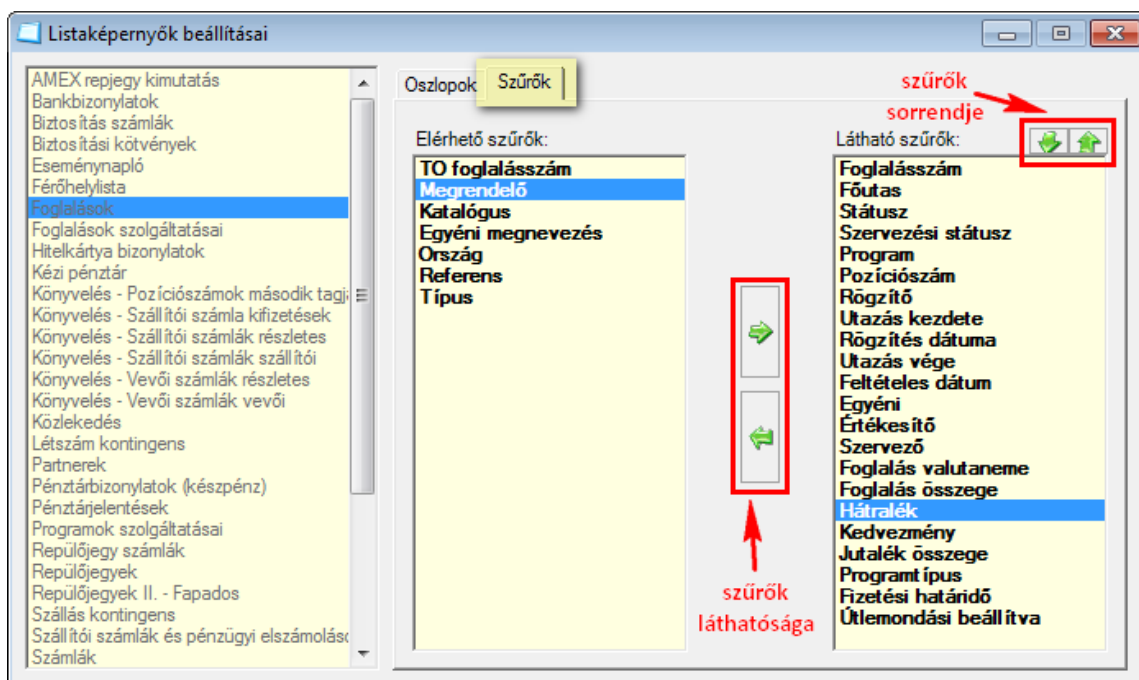 Listaképernyők beállításai
AMEX repjegy kimutatás
Bankbizonylatok
Biztosítás számlák
Biztosítási kötvények
Eseménynapló
Férőhelylista
Foglalások
Foglalások szolgáltatásai
Hitelkártya bizonylatok
Kézi pénztár
Könyvelés - Pozíciószámok második tagj
Könyvelés - Szállítói számla kifizetések
Könyvelés - Szállítói számlák részletes
Könyvelés - Szállítói számlák szállítói
Könyvelés - Vevői számlák részletes
Könyvelés - Vevői számlák vevői
Közlekedés
Létszám kontingens
Partnerek
Pénztárbizonylatok (készpénz)
Pénztárjelentések
Programok szolgáltatásai
Repülőjegy számlák
Repülőjegyek
Repülőjegyek II. - Fapados
Szállás kontingens
Szállítói számlák és pénzügyi elszámolás
Számlák
Oszlopok
Szűrők
Elérhető szűrők:
TO foglalásszám
Megrendelő
Katalógus
Egyéni megnevezés
Ország
Referens
Típus
szűrők
láthatósága
szűrők
sorrendje
Látható szűrők:
Foglalásszám
Főutas
Státusz
Szervezési státusz
Program
Pozíciószám
Rögzítő
Utazás kezdete
Rögzítés dátuma
Utazás vége
Feltételes dátum
Egyéni
Értékesítő
Szervező
Foglalás valutaneme
Foglalás összege
Hátralék
Kedvezmény
Jutalék összege
Programtípus
Fizetési határidő
Útlemondási beállítva